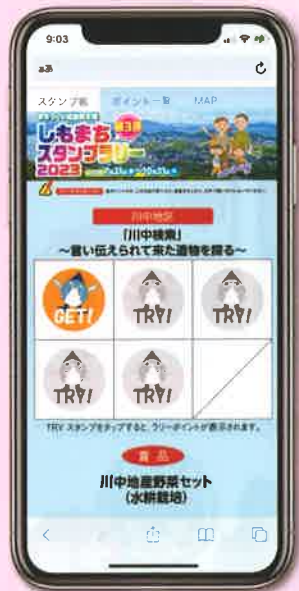 9:03
ああ
スタンプ帳 ポイント一覧 MAP
しもまち
第3弾
スタンプラリー
2023
川中地区
「川中検索」
～言い伝えられて来た遺物を探る～
GET! TRY! TRY!
TRY! TRY!
TRY スタンプをタップすると、ラリーポイントが表示されます。
賞品
川中地産野菜セット
(水耕栽培)